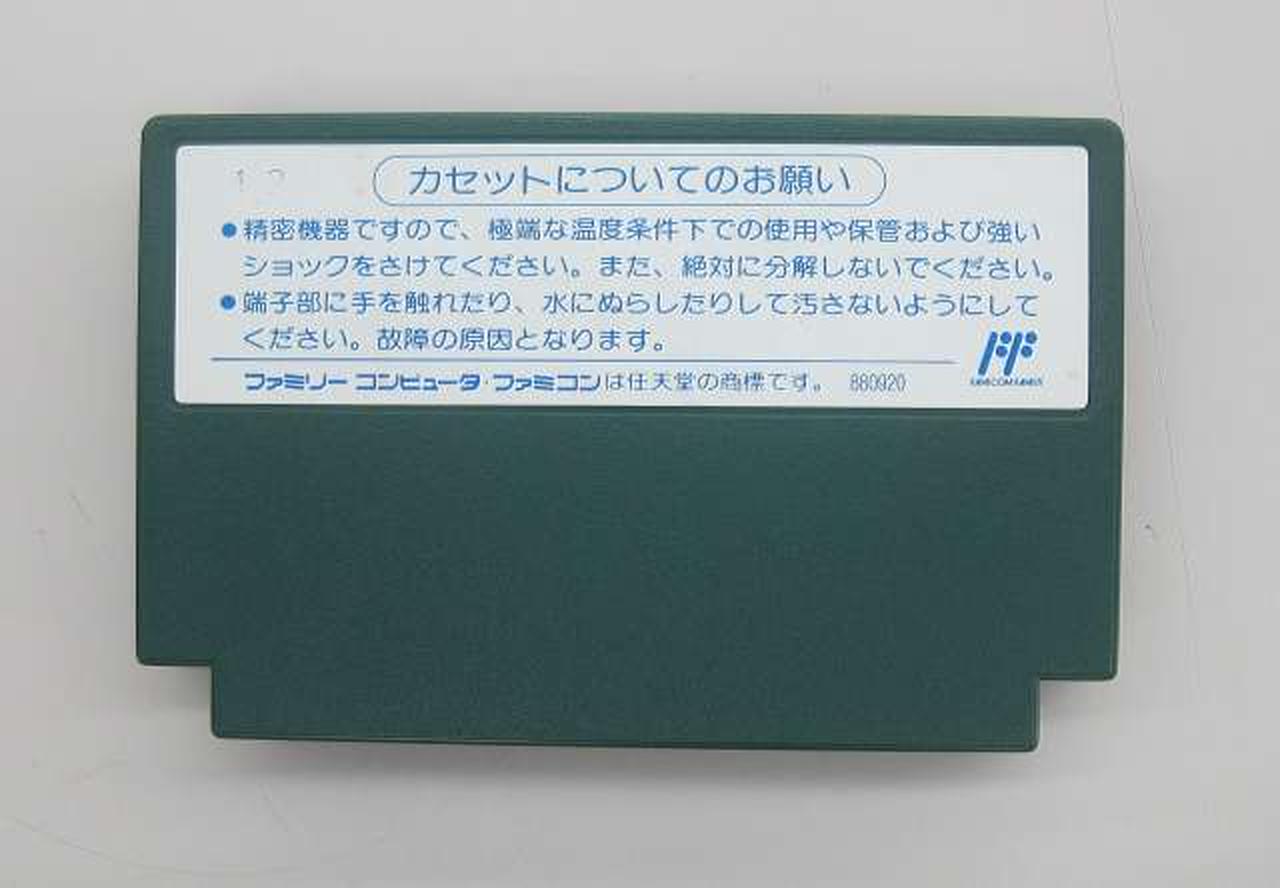 12
カセットについてのお願い
●精密機器ですので、極端な温度条件下での使用や保管および強い
ショックをさけてください。また、絶対に分解しないでください。
●端子部に手を触れたり、水にぬらしたりして汚さないようにして
ください。故障の原因となります。
FF
FAMICOM FAMILY
ファミリー コンピュータ・ファミコンは任天堂の商標です。 880920